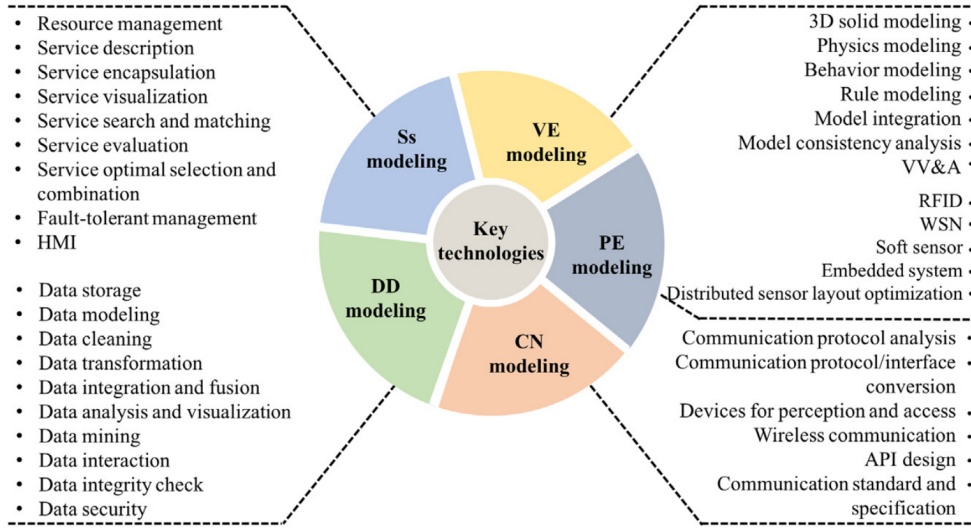 • Resource management
• Service description
• Service encapsulation
• Service visualization
• Service search and matching
• Service evaluation
• Service optimal selection and
combination
• Fault-tolerant management
• HMI
• Data storage
• Data modeling
• Data cleaning
• Data transformation
• Data integration and fusion
• Data analysis and visualization
• Data mining
• Data interaction
• Data integrity check
• Data security
Ss
modeling
VE
modeling
Key
technologies
PE
modeling
DD
modeling
CN
modeling
3D solid modeling •
Physics modeling •
Behavior modeling •
Rule modeling •
Model integration •
Model consistency analysis •
VV&A •
RFID •
WSN •
Soft sensor •
Embedded system •
Distributed sensor layout optimization •
Communication protocol analysis •
Communication protocol/interface •
conversion
Devices for perception and access •
Wireless communication •
API design •
Communication standard and •
specification